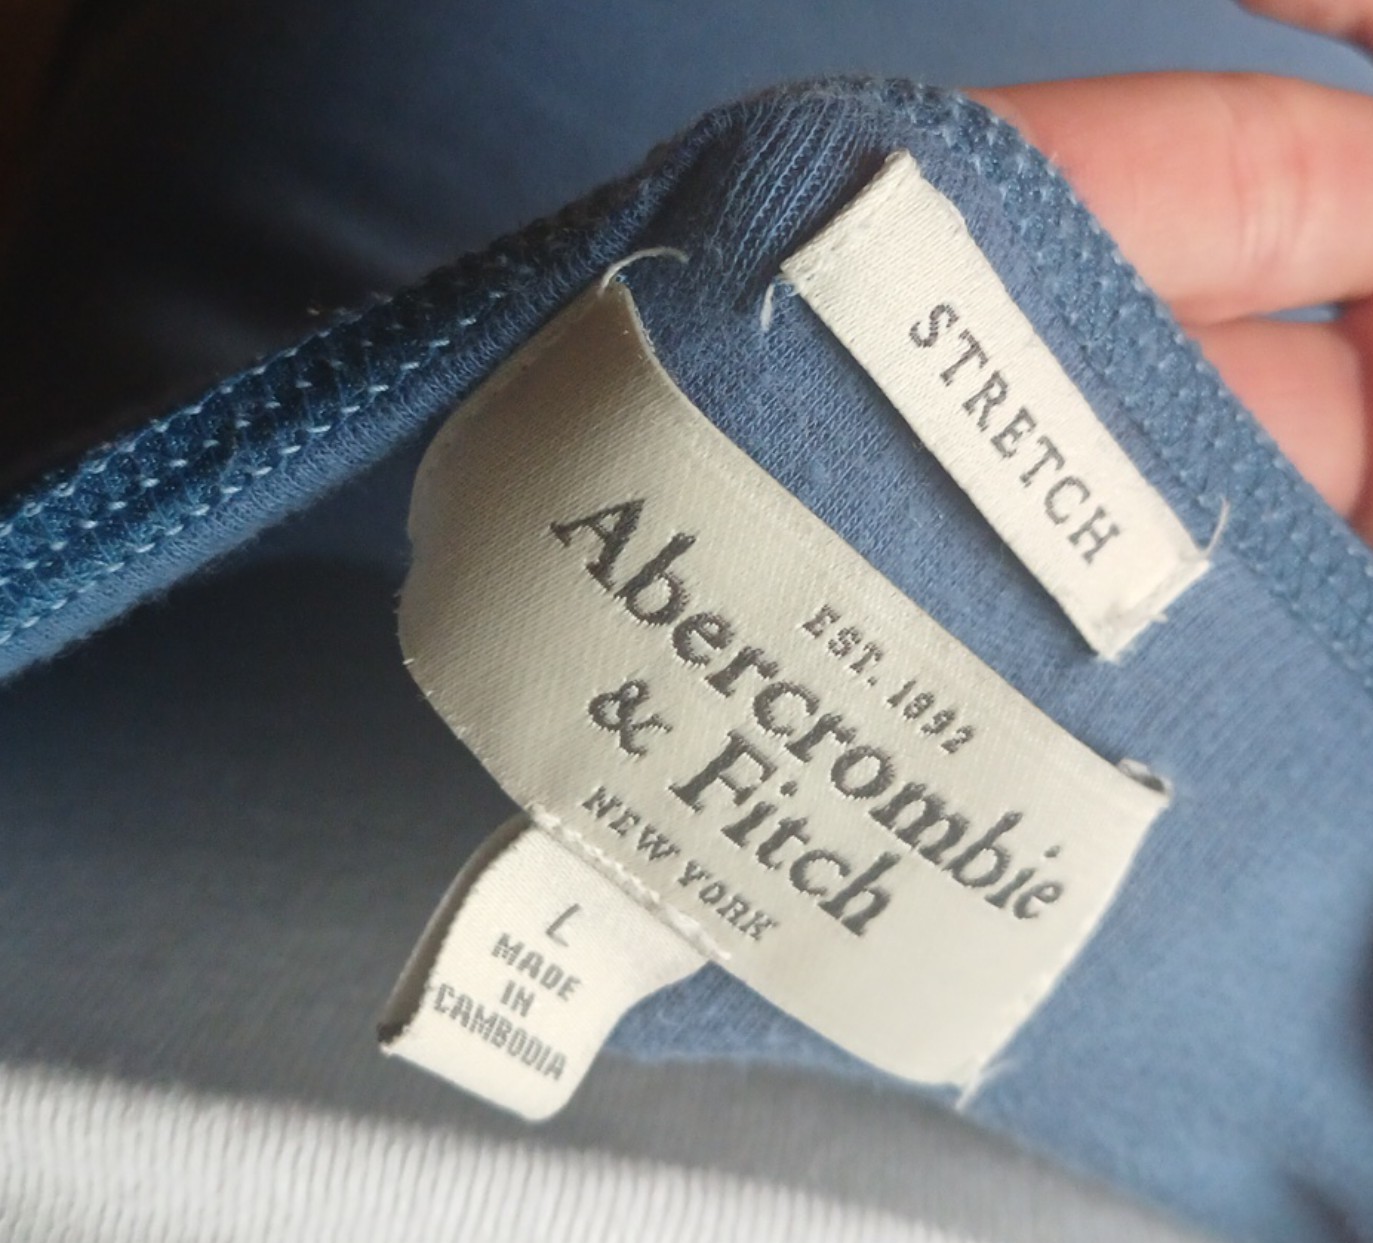 STRETCH
EST. 1892
Abercrombie
& Fitch
NEW YORK
L
MADE
IN
CAMBODIA